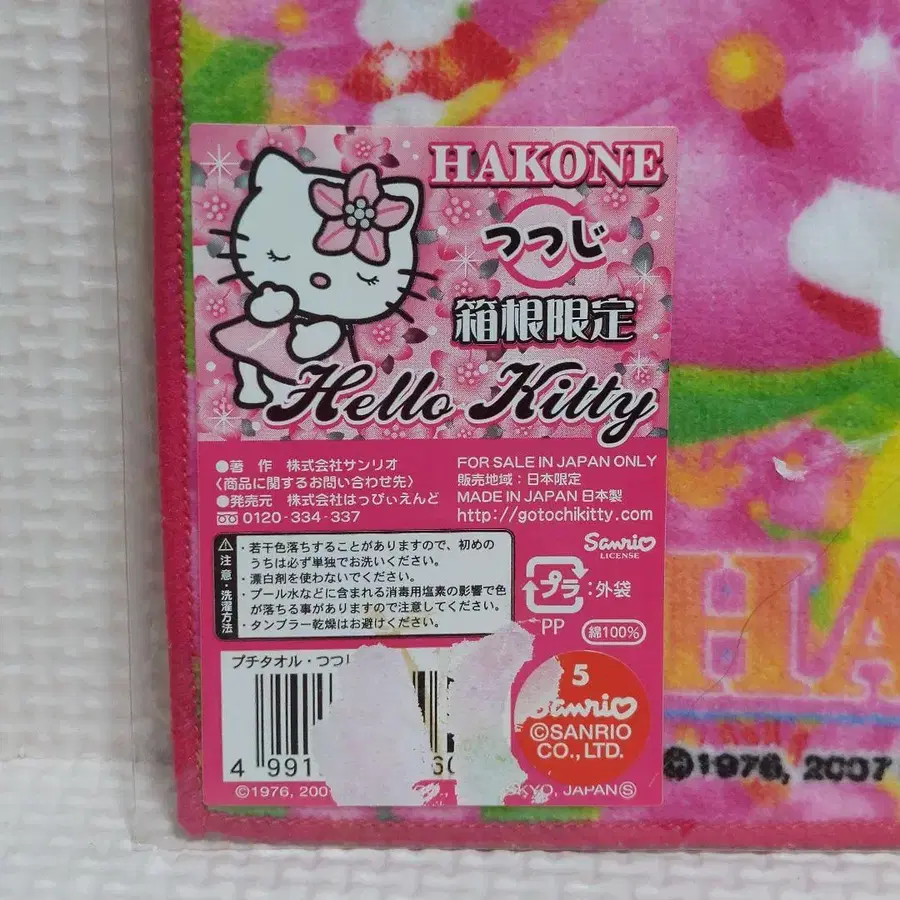 HAKONE
つつじ
箱根限定
Hello Kitty
●著 作 株式会社サンリオ
〈商品に関するお問い合わせ先〉
●発売元 株式会社はっぴぃえんど
0120-334-337
FOR SALE IN JAPAN ONLY
販売地域：日本限定
MADE IN JAPAN 日本製
http://gotochikitty.com
注意・洗濯方法
・若干色落ちすることがありますので、初めの
うちは必ず単独でお洗いください。
・漂白剤を使わないでください。
・プール水などに含まれる消毒用塩素の影響で色
が落ちる事がありますので注意してください。
・タンブラー乾燥はお避けください。
Sanrio
LICENSE
プラ：外袋
PP
綿100%
プチタオル・つつ
4 991
5
Sanrio
©SANRIO
CO.,LTD.
©1976, 200
JAPANⓈ
HA
©1976, 2007